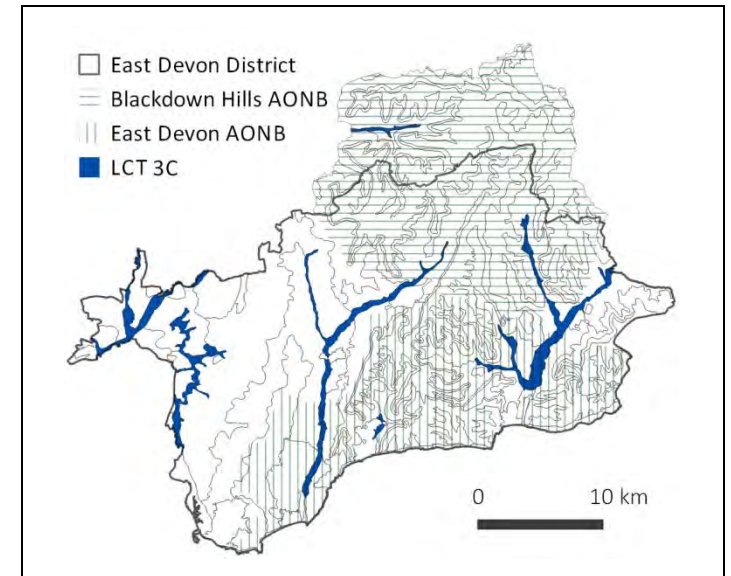 East Devon District
Blackdown Hills AONB
East Devon AONB
LCT 3C
0 10 km